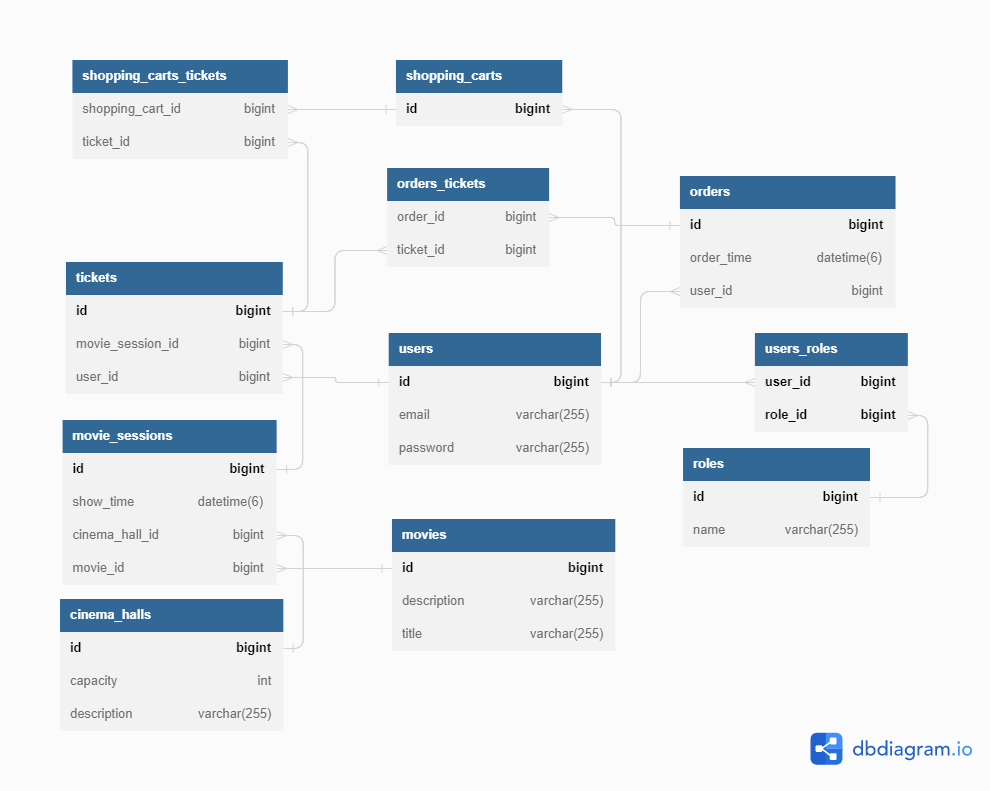 shopping_carts_tickets
shopping_cart_id bigint
ticket_id bigint
shopping_carts
id bigint
orders_tickets
order_id bigint
ticket_id bigint
orders
id bigint
order_time datetime(6)
user_id bigint
tickets
id bigint
movie_session_id bigint
user_id bigint
users
id bigint
email varchar(255)
password varchar(255)
users_roles
user_id bigint
role_id bigint
movie_sessions
id bigint
show_time datetime(6)
cinema_hall_id bigint
movie_id bigint
roles
id bigint
name varchar(255)
movies
id bigint
description varchar(255)
title varchar(255)
cinema_halls
id bigint
capacity int
description varchar(255)
dbdiagram.io